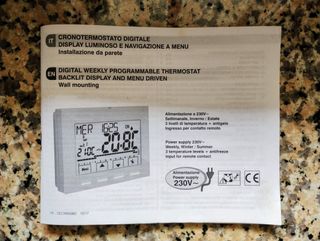 IT CRONOTERMOSTATO DIGITALE
DISPLAY LUMINOSO E NAVIGAZIONE A MENU
Installazione da parete
EN DIGITAL WEEKLY PROGRAMMABLE THERMOSTAT
BACKLIT DISPLAY AND MENU DRIVEN
Wall mounting
MER
20.8°C
Alimentazione a 230V~
Settimanale, Inverno / Estate
2 livelli di temperatura + antigelo
Ingresso per contatto remoto
Power supply 230V~
Weekly, Winter / Summer
2 temperature levels + antifreeze
input for remote contact
Alimentazione
Power supply
230V~